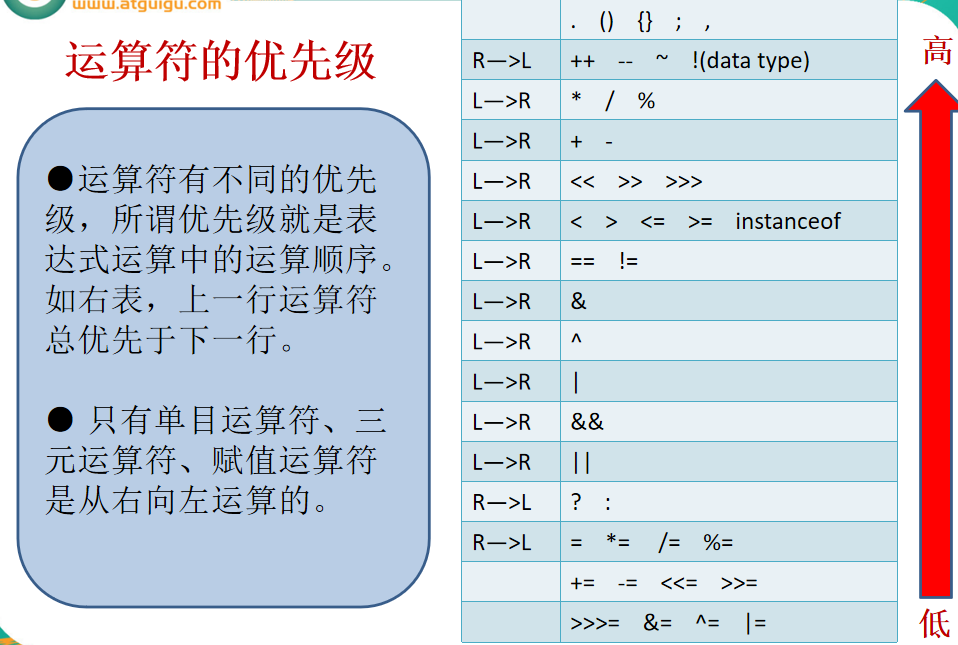 www.atguigu.com
运算符的优先级
●运算符有不同的优先
级，所谓优先级就是表
达式运算中的运算顺序。
如右表，上一行运算符
总优先于下一行。
● 只有单目运算符、三
元运算符、赋值运算符
是从右向左运算的。
. () {} ; ,
R—>L ++ -- ~ !(data type)
L—>R * / %
L—>R + -
L—>R << >> >>>
L—>R < > <= >= instanceof
L—>R == !=
L—>R &
L—>R ^
L—>R |
L—>R &&
L—>R ||
R—>L ? :
R—>L = *= /= %=
+= -= <<= >>=
>>>= &= ^= |=
高
低